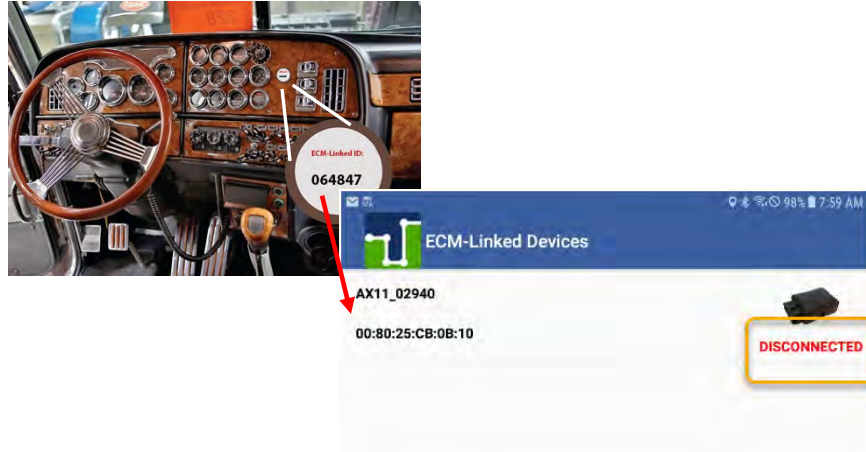 ECM-Linked ID:
064847
98% 7:59 AM
ECM-Linked Devices
AX11_02940
00:80:25:CB:0B:10
DISCONNECTED